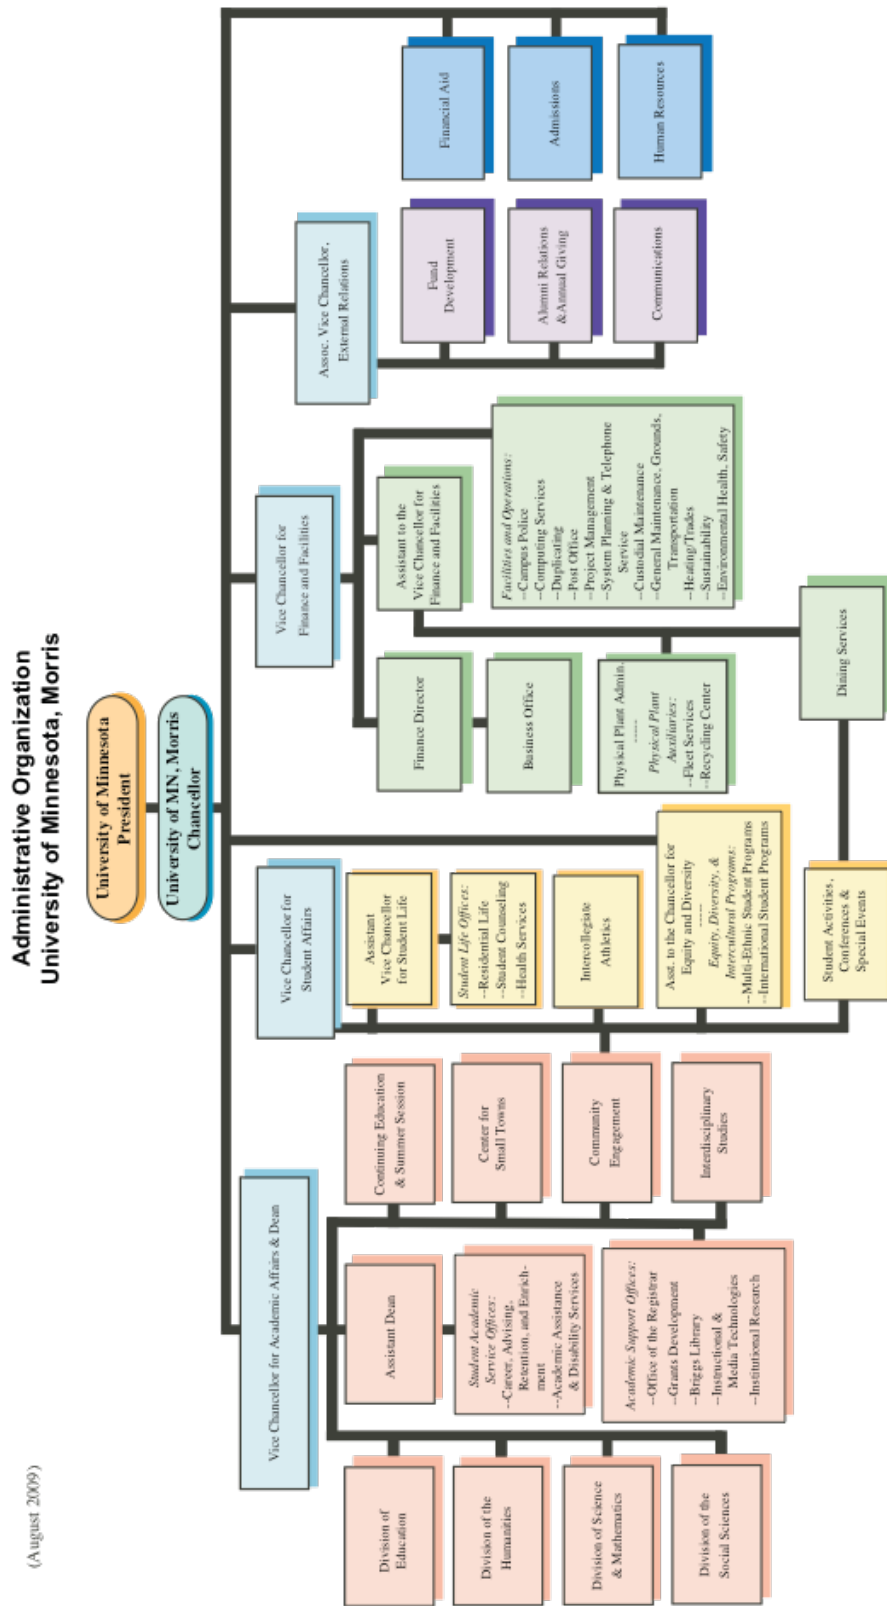 (August 2009)
Administrative Organization
University of Minnesota, Morris
University of Minnesota
President
University of MN, Morris
Chancellor
Vice Chancellor for Academic Affairs & Dean
Division of
Education
Division of the
Humanities
Division of Science
& Mathematics
Division of the
Social Sciences
Assistant Dean
Student Academic
Service Offices:
--Career, Advising,
Retention, and Enrich-
ment
--Academic Assistance
& Disability Services
Academic Support Offices:
--Office of the Registrar
--Grants Development
--Briggs Library
--Instructional &
Media Technologies
--Institutional Research
Continuing Education
& Summer Session
Center for
Small Towns
Community
Engagement
Interdisciplinary
Studies
Vice Chancellor for
Student Affairs
Assistant
Vice Chancellor
for Student Life
Student Life Offices:
--Residential Life
--Student Counseling
--Health Services
Intercollegiate
Athletics
Asst. to the Chancellor for
Equity and Diversity
-----
Equity, Diversity, &
Intercultural Programs:
--Multi-Ethnic Student Programs
--International Student Programs
Student Activities,
Conferences &
Special Events
Vice Chancellor for
Finance and Facilities
Finance Director
Business Office
Assistant to the
Vice Chancellor for
Finance and Facilities
Physical Plant Admin.
-----
Physical Plant
Auxiliaries:
--Fleet Services
--Recycling Center
Dining Services
Facilities and Operations:
--Campus Police
--Computing Services
--Duplicating
--Post Office
--Project Management
--System Planning & Telephone
Service
--Custodial Maintenance
--General Maintenance, Grounds,
Transportation
--Heating/Trades
--Sustainability
--Environmental Health, Safety
Assoc. Vice Chancellor,
External Relations
Fund
Development
Alumni Relations
&Annual Giving
Communications
Financial Aid
Admissions
Human Resources